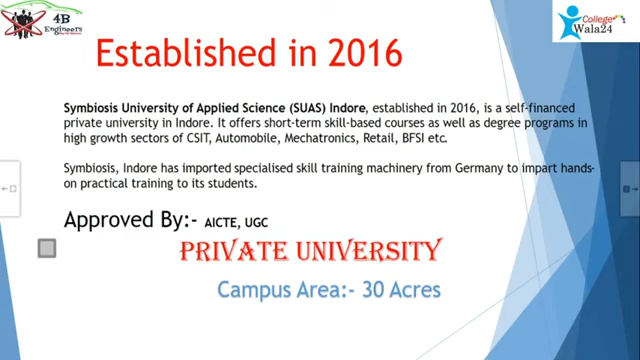 4B
Engineers
College
Wala24
Established in 2016
Symbiosis University of Applied Science (SUAS) Indore, established in 2016, is a self-financed
private university in Indore. It offers short-term skill-based courses as well as degree programs in
high growth sectors of CSIT, Automobile, Mechatronics, Retail, BFSI etc.
Symbiosis, Indore has imported specialised skill training machinery from Germany to impart hands-
on practical training to its students.
Approved By:- AICTE, UGC
PRIVATE UNIVERSITY
Campus Area:- 30 Acres